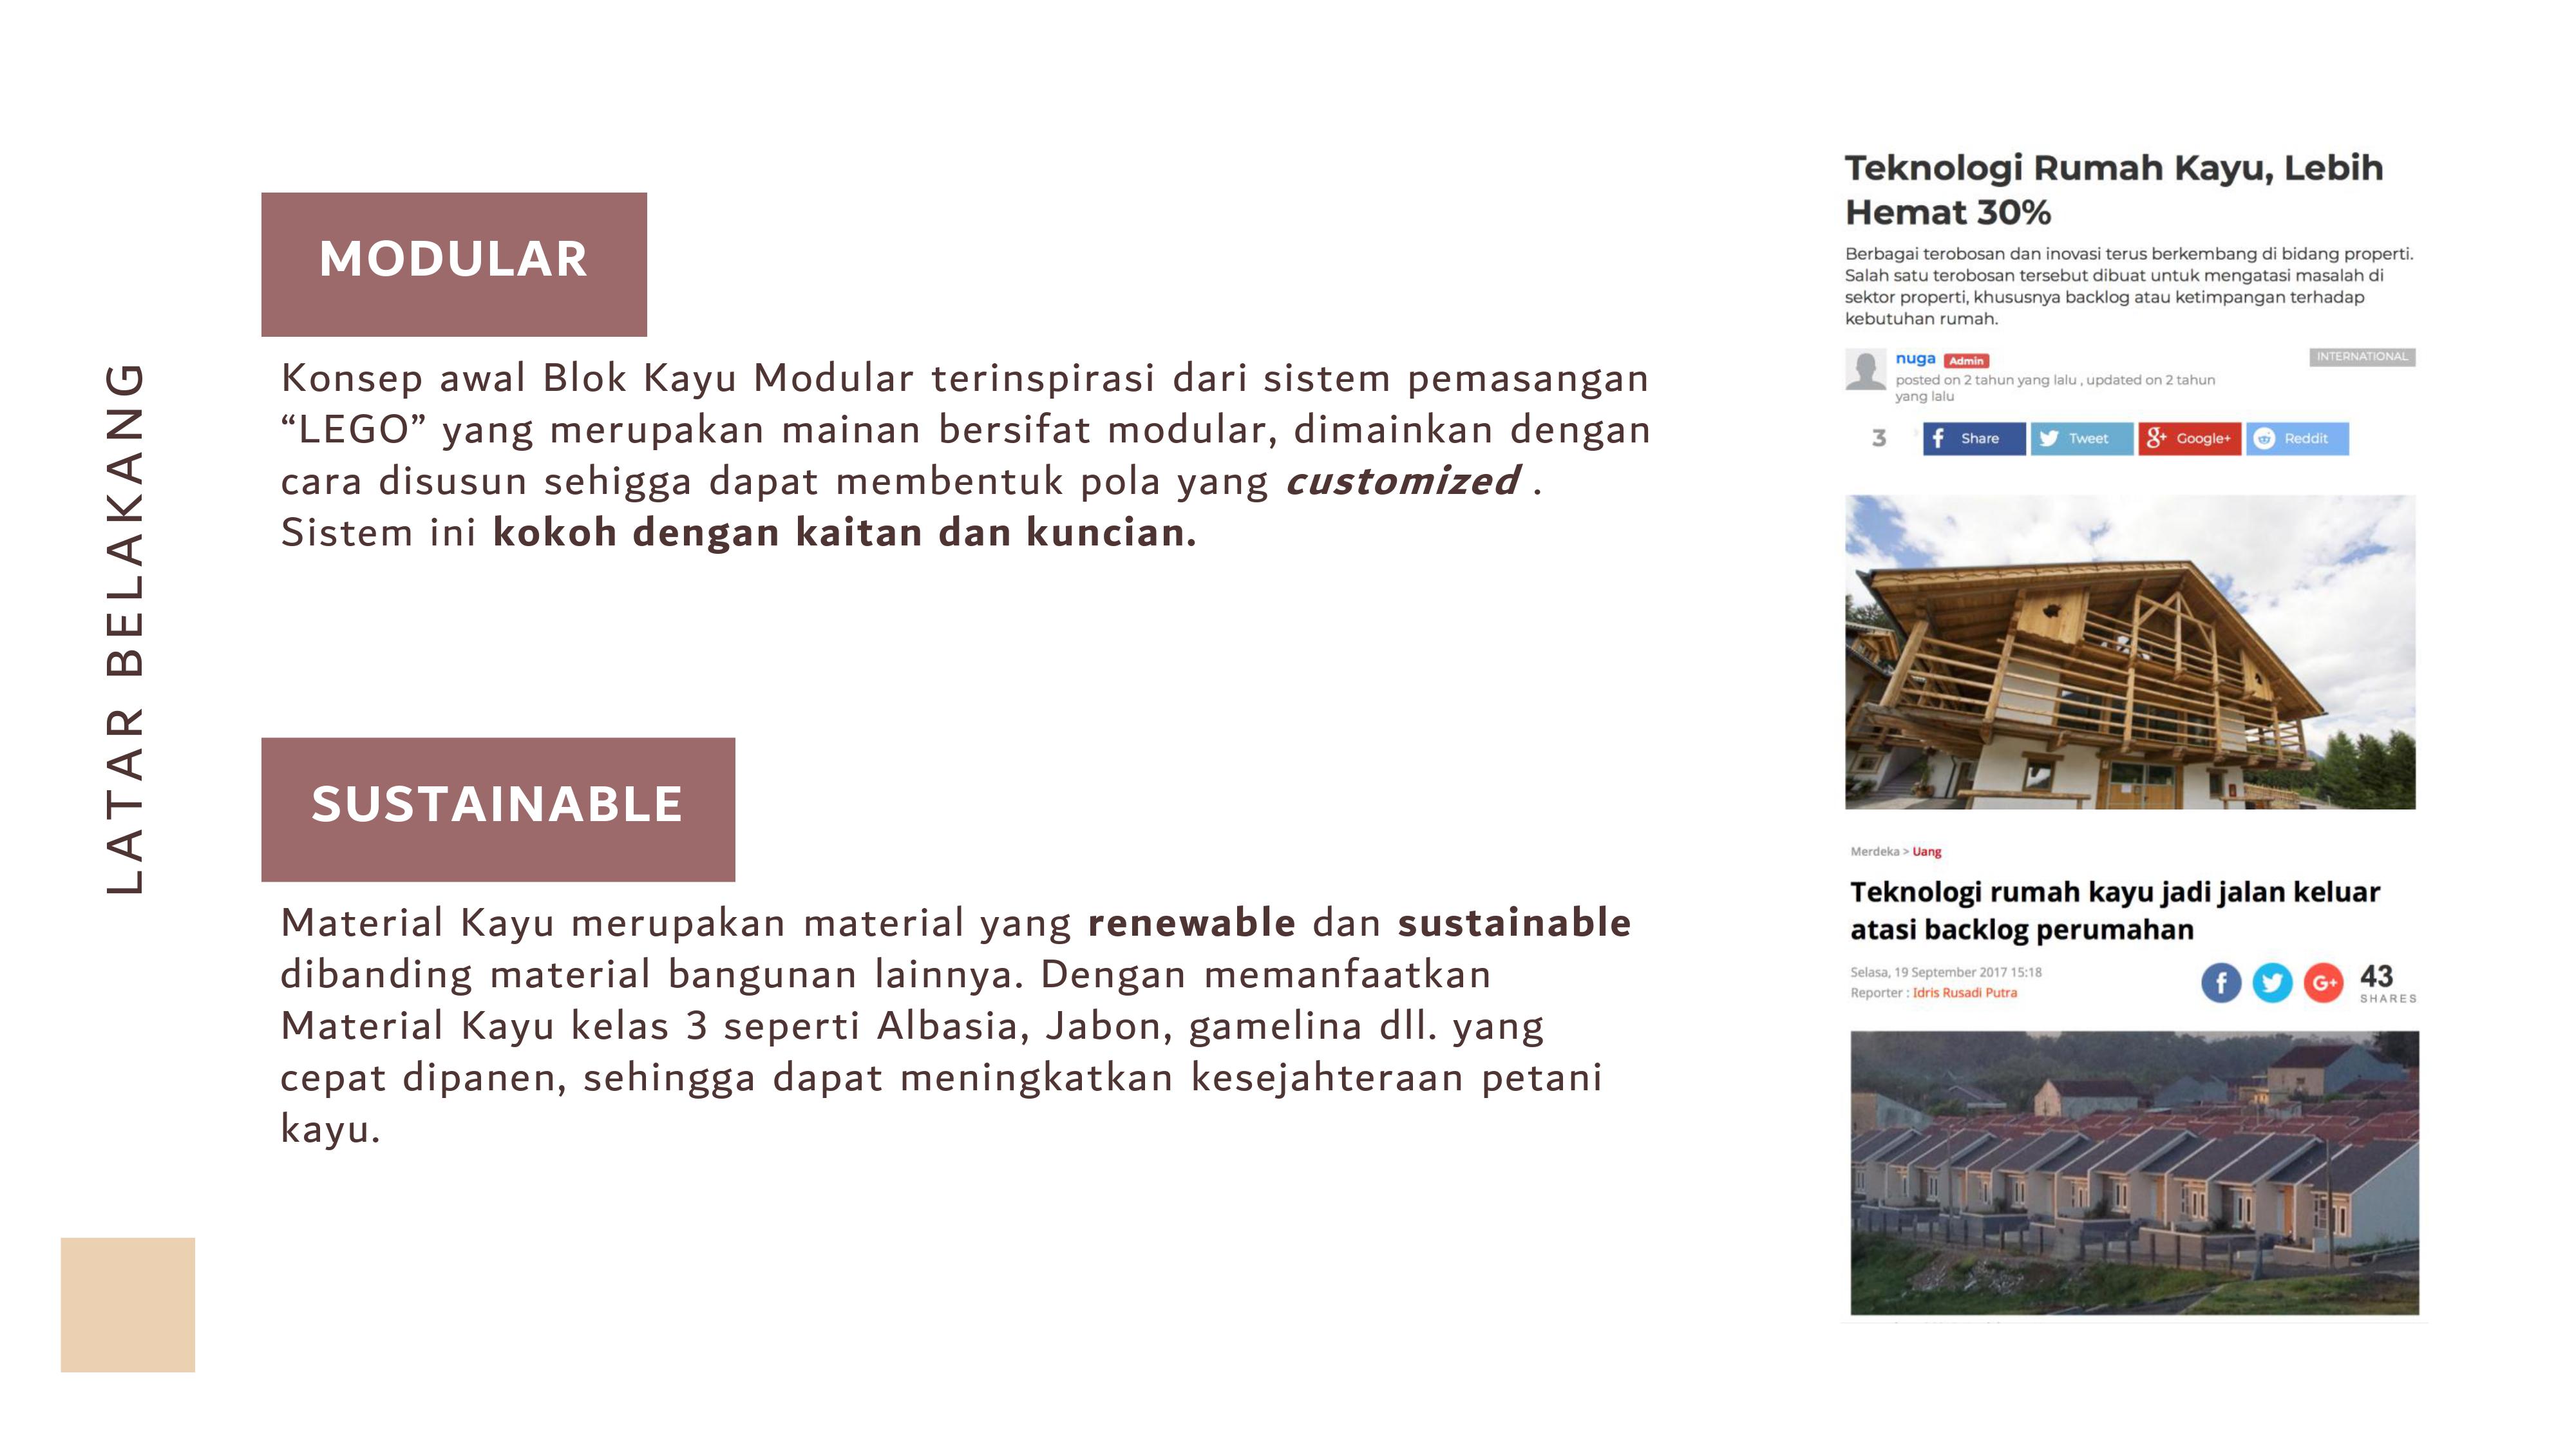 LATAR BELAKANG
MODULAR
Konsep awal Blok Kayu Modular terinspirasi dari sistem pemasangan
“LEGO” yang merupakan mainan bersifat modular, dimainkan dengan
cara disusun sehigga dapat membentuk pola yang customized .
Sistem ini kokoh dengan kaitan dan kuncian.
SUSTAINABLE
Material Kayu merupakan material yang renewable dan sustainable
dibanding material bangunan lainnya. Dengan memanfaatkan
Material Kayu kelas 3 seperti Albasia, Jabon, gamelina dll. yang
cepat dipanen, sehingga dapat meningkatkan kesejahteraan petani
kayu.
Teknologi Rumah Kayu, Lebih
Hemat 30%
Berbagai terobosan dan inovasi terus berkembang di bidang properti.
Salah satu terobosan tersebut dibuat untuk mengatasi masalah di
sektor properti, khususnya backlog atau ketimpangan terhadap
kebutuhan rumah.
nuga Admin
INTERNATIONAL
posted on 2 tahun yang lalu , updated on 2 tahun
yang lalu
3 Share Tweet Google+ Reddit
Merdeka > Uang
Teknologi rumah kayu jadi jalan keluar
atasi backlog perumahan
Selasa, 19 September 2017 15:18
Reporter : Idris Rusadi Putra
43
SHARES